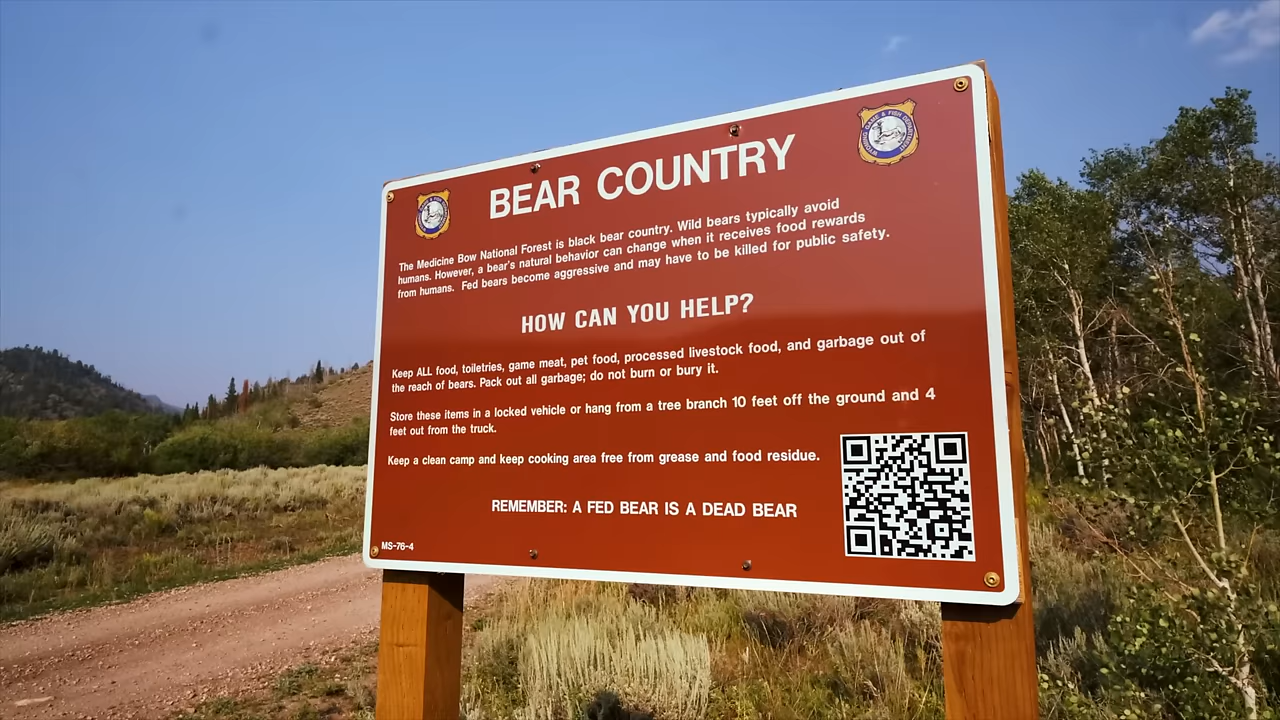 BEAR COUNTRY
GAME & FISH
WYOMING GAME & FISH DEPARTMENT
The Medicine Bow National Forest is black bear country. Wild bears typically avoid
humans. However, a bear's natural behavior can change when it receives food rewards
from humans. Fed bears become aggressive and may have to be killed for public safety.
HOW CAN YOU HELP?
Keep ALL food, toiletries, game meat, pet food, processed livestock food, and garbage out of
the reach of bears. Pack out all garbage; do not burn or bury it.
Store these items in a locked vehicle or hang from a tree branch 10 feet off the ground and 4
feet out from the truck.
Keep a clean camp and keep cooking area free from grease and food residue.
REMEMBER: A FED BEAR IS A DEAD BEAR
MS-76-4